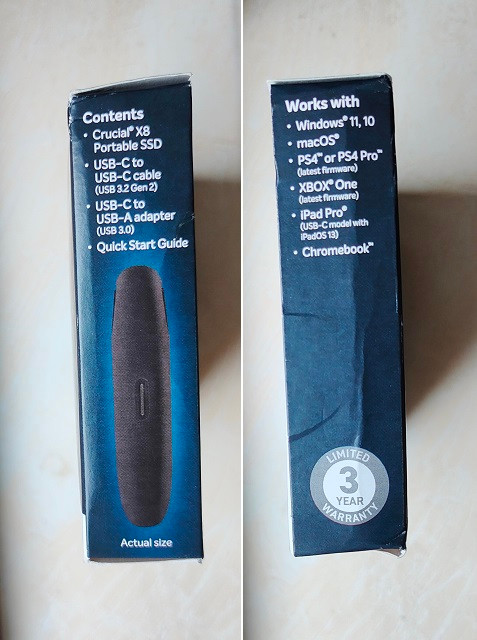 Contents
• Crucial® X8
Portable SSD
• USB-C to
USB-C cable
(USB 3.2 Gen 2)
• USB-C to
USB-A adapter
(USB 3.0)
• Quick Start Guide
Actual size
Works with
• Windows® 11, 10
• macOS®
• PS4™ or PS4 Pro™
(latest firmware)
• XBOX® One
(latest firmware)
• iPad Pro®
(USB-C model with
iPadOS 13)
• Chromebook™
LIMITED
3
YEAR
WARRANTY